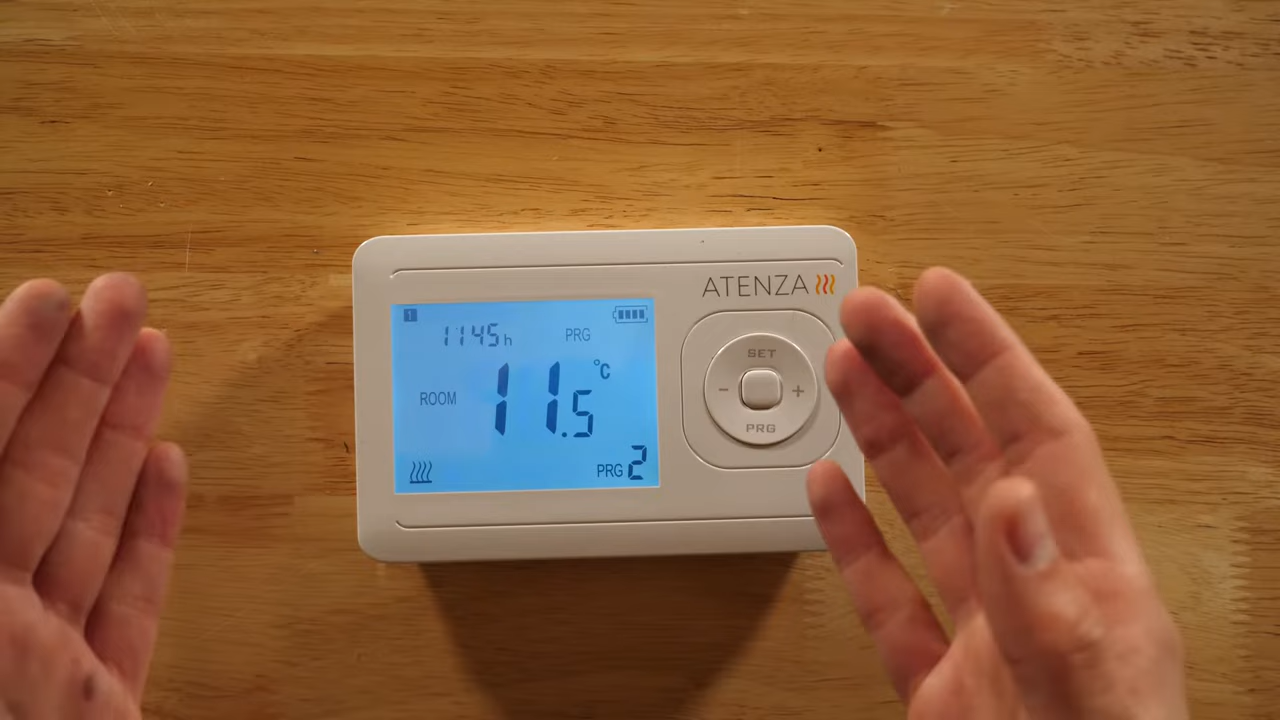 ATENZA
1
11:45h PRG
ROOM 11.5 °C
PRG 2
SET
- +
PRG